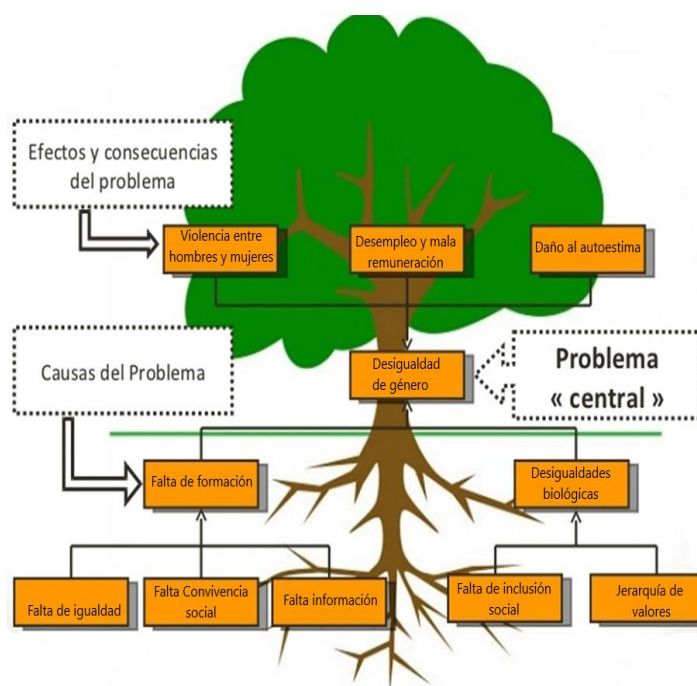 Efectos y consecuencias
del problema
Violencia entre
hombres y mujeres
Desempleo y mala
remuneración
Daño al autoestima
Causas del Problema
Desigualdad
de género
Problema
« central »
Falta de formación
Desigualdades
biológicas
Falta de igualdad
Falta Convivencia
social
Falta información
Falta de inclusión
social
Jerarquía de
valores